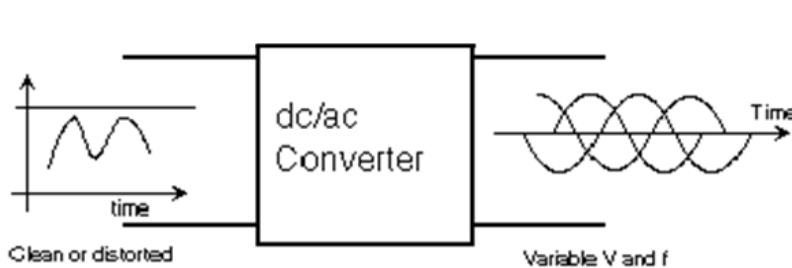 dc/ac
Converter
Time
time
Clean or distorted
Variable V and f